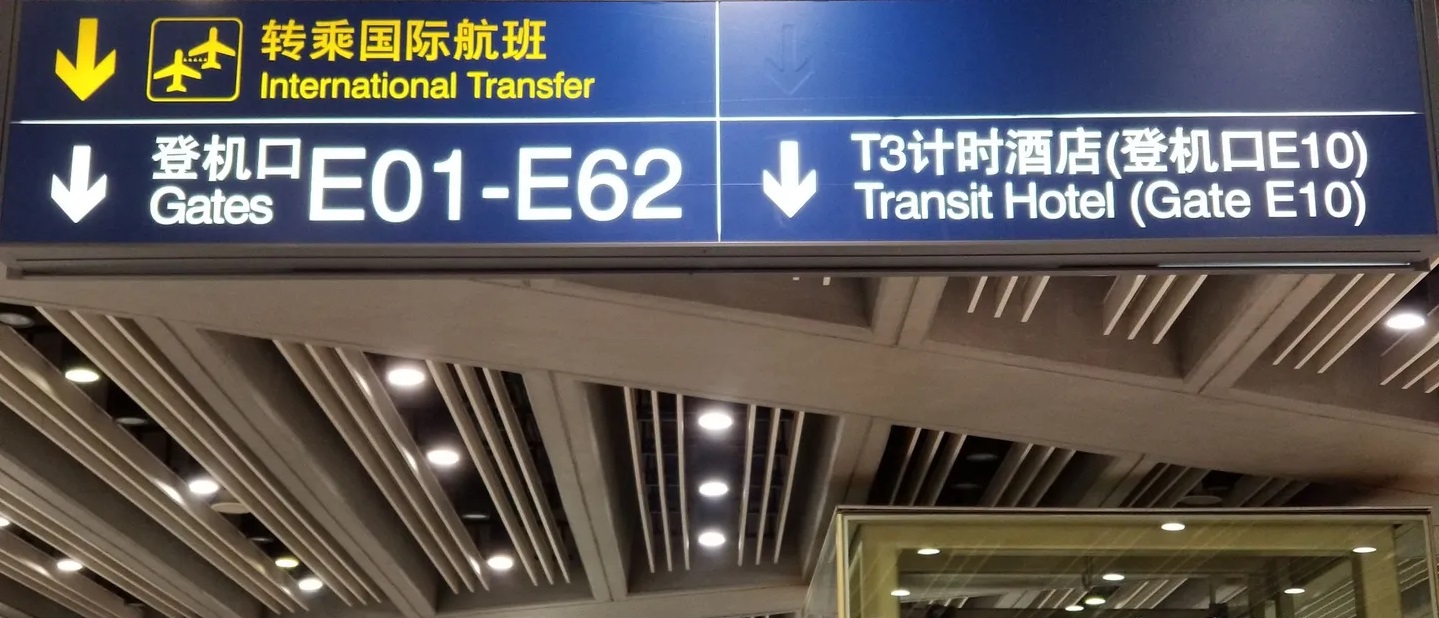 转乘国际航班
International Transfer
登机口
Gates
E01-E62
T3计时酒店(登机口E10)
Transit Hotel (Gate E10)